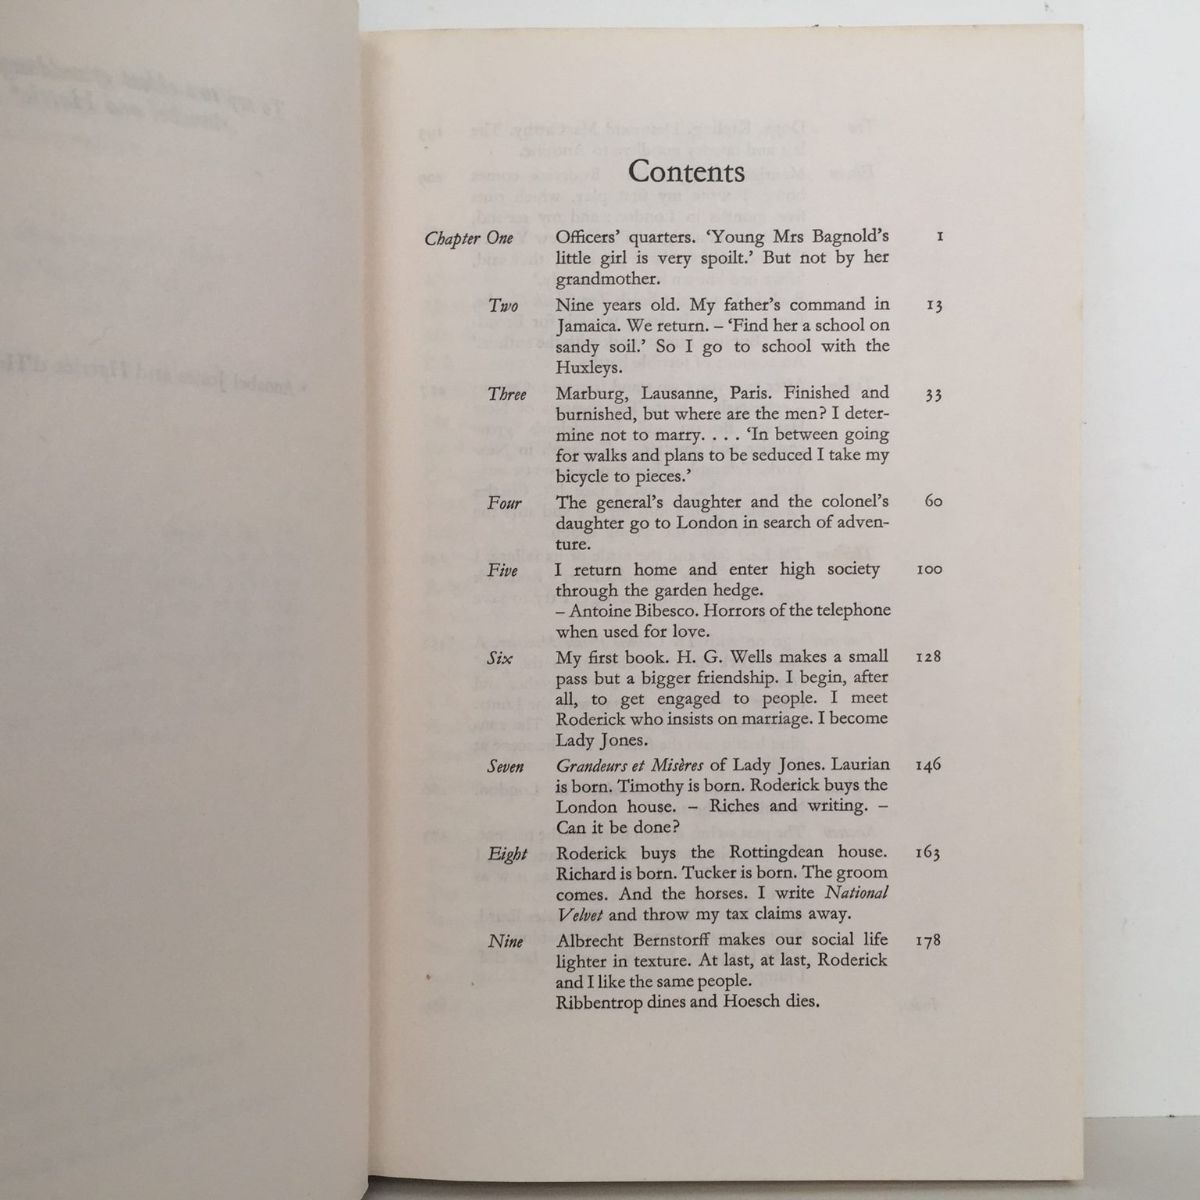 Contents
Chapter One Officers' quarters. 'Young Mrs Bagnold's 1
little girl is very spoilt.' But not by her
grandmother.
Two Nine years old. My father's command in 13
Jamaica. We return. – 'Find her a school on
sandy soil.' So I go to school with the
Huxleys.
Three Marburg, Lausanne, Paris. Finished and 33
burnished, but where are the men? I deter-
mine not to marry. . . . 'In between going
for walks and plans to be seduced I take my
bicycle to pieces.'
Four The general's daughter and the colonel's 60
daughter go to London in search of adven-
ture.
Five I return home and enter high society 100
through the garden hedge.
– Antoine Bibesco. Horrors of the telephone
when used for love.
Six My first book. H. G. Wells makes a small 128
pass but a bigger friendship. I begin, after
all, to get engaged to people. I meet
Roderick who insists on marriage. I become
Lady Jones.
Seven Grandeurs et Misères of Lady Jones. Laurian 146
is born. Timothy is born. Roderick buys the
London house. – Riches and writing. –
Can it be done?
Eight Roderick buys the Rottingdean house. 163
Richard is born. Tucker is born. The groom
comes. And the horses. I write National
Velvet and throw my tax claims away.
Nine Albrecht Bernstorff makes our social life 178
lighter in texture. At last, at last, Roderick
and I like the same people.
Ribbentrop dines and Hoesch dies.